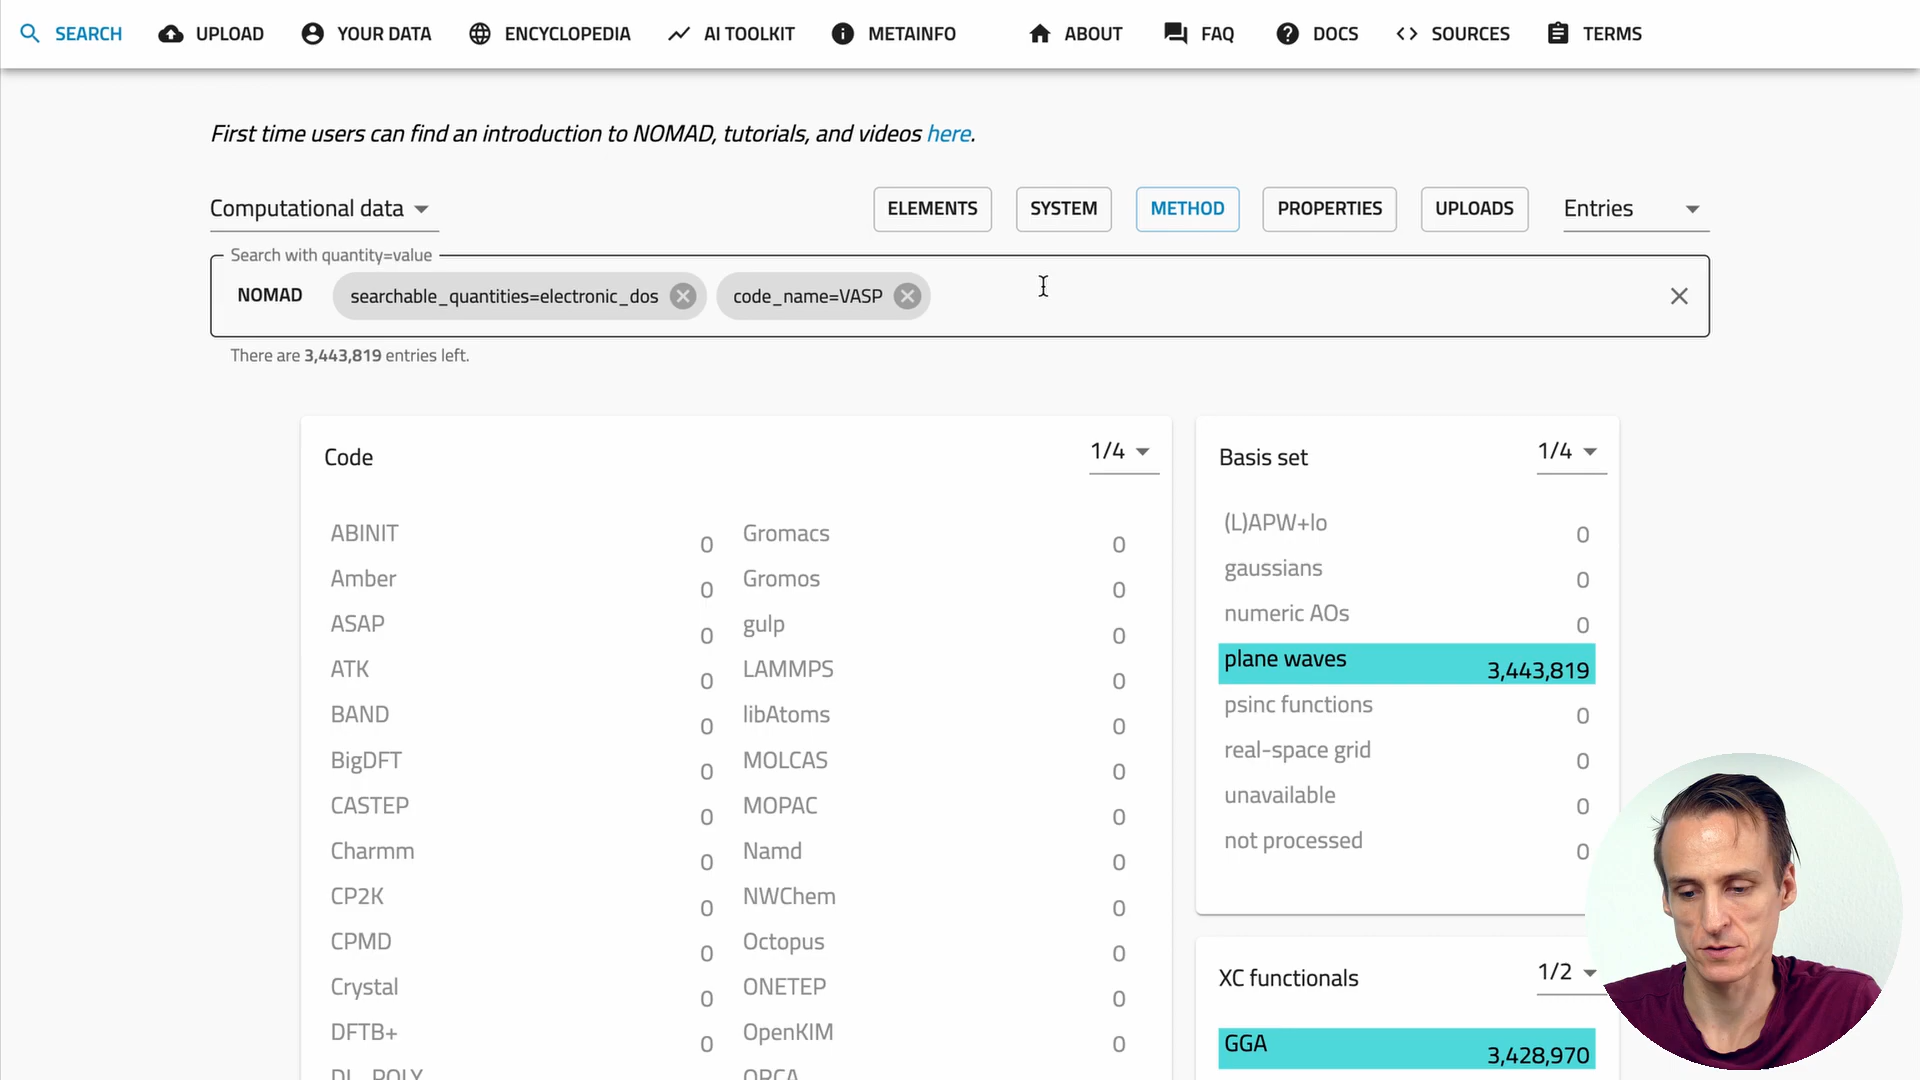 SEARCH UPLOAD YOUR DATA ENCYCLOPEDIA AI TOOLKIT METAINFO ABOUT FAQ DOCS SOURCES TERMS
First time users can find an introduction to NOMAD, tutorials, and videos here.
Computational data ELEMENTS SYSTEM METHOD PROPERTIES UPLOADS Entries
Search with quantity=value
NOMAD searchable_quantities=electronic_dos code_name=VASP
There are 3,443,819 entries left.
Code 1/4
ABINIT 0 Gromacs 0
Amber 0 Gromos 0
ASAP 0 gulp 0
ATK 0 LAMMPS 0
BAND 0 libAtoms 0
BigDFT 0 MOLCAS 0
CASTEP 0 MOPAC 0
Charmm 0 Namd 0
CP2K 0 NWChem 0
CPMD 0 Octopus 0
Crystal 0 ONETEP 0
DFTB+ 0 OpenKIM 0
DL_POLY ORCA
Basis set 1/4
(L)APW+lo 0
gaussians 0
numeric AOs 0
plane waves 3,443,819
psinc functions 0
real-space grid 0
unavailable 0
not processed 0
XC functionals 1/2
GGA 3,428,970